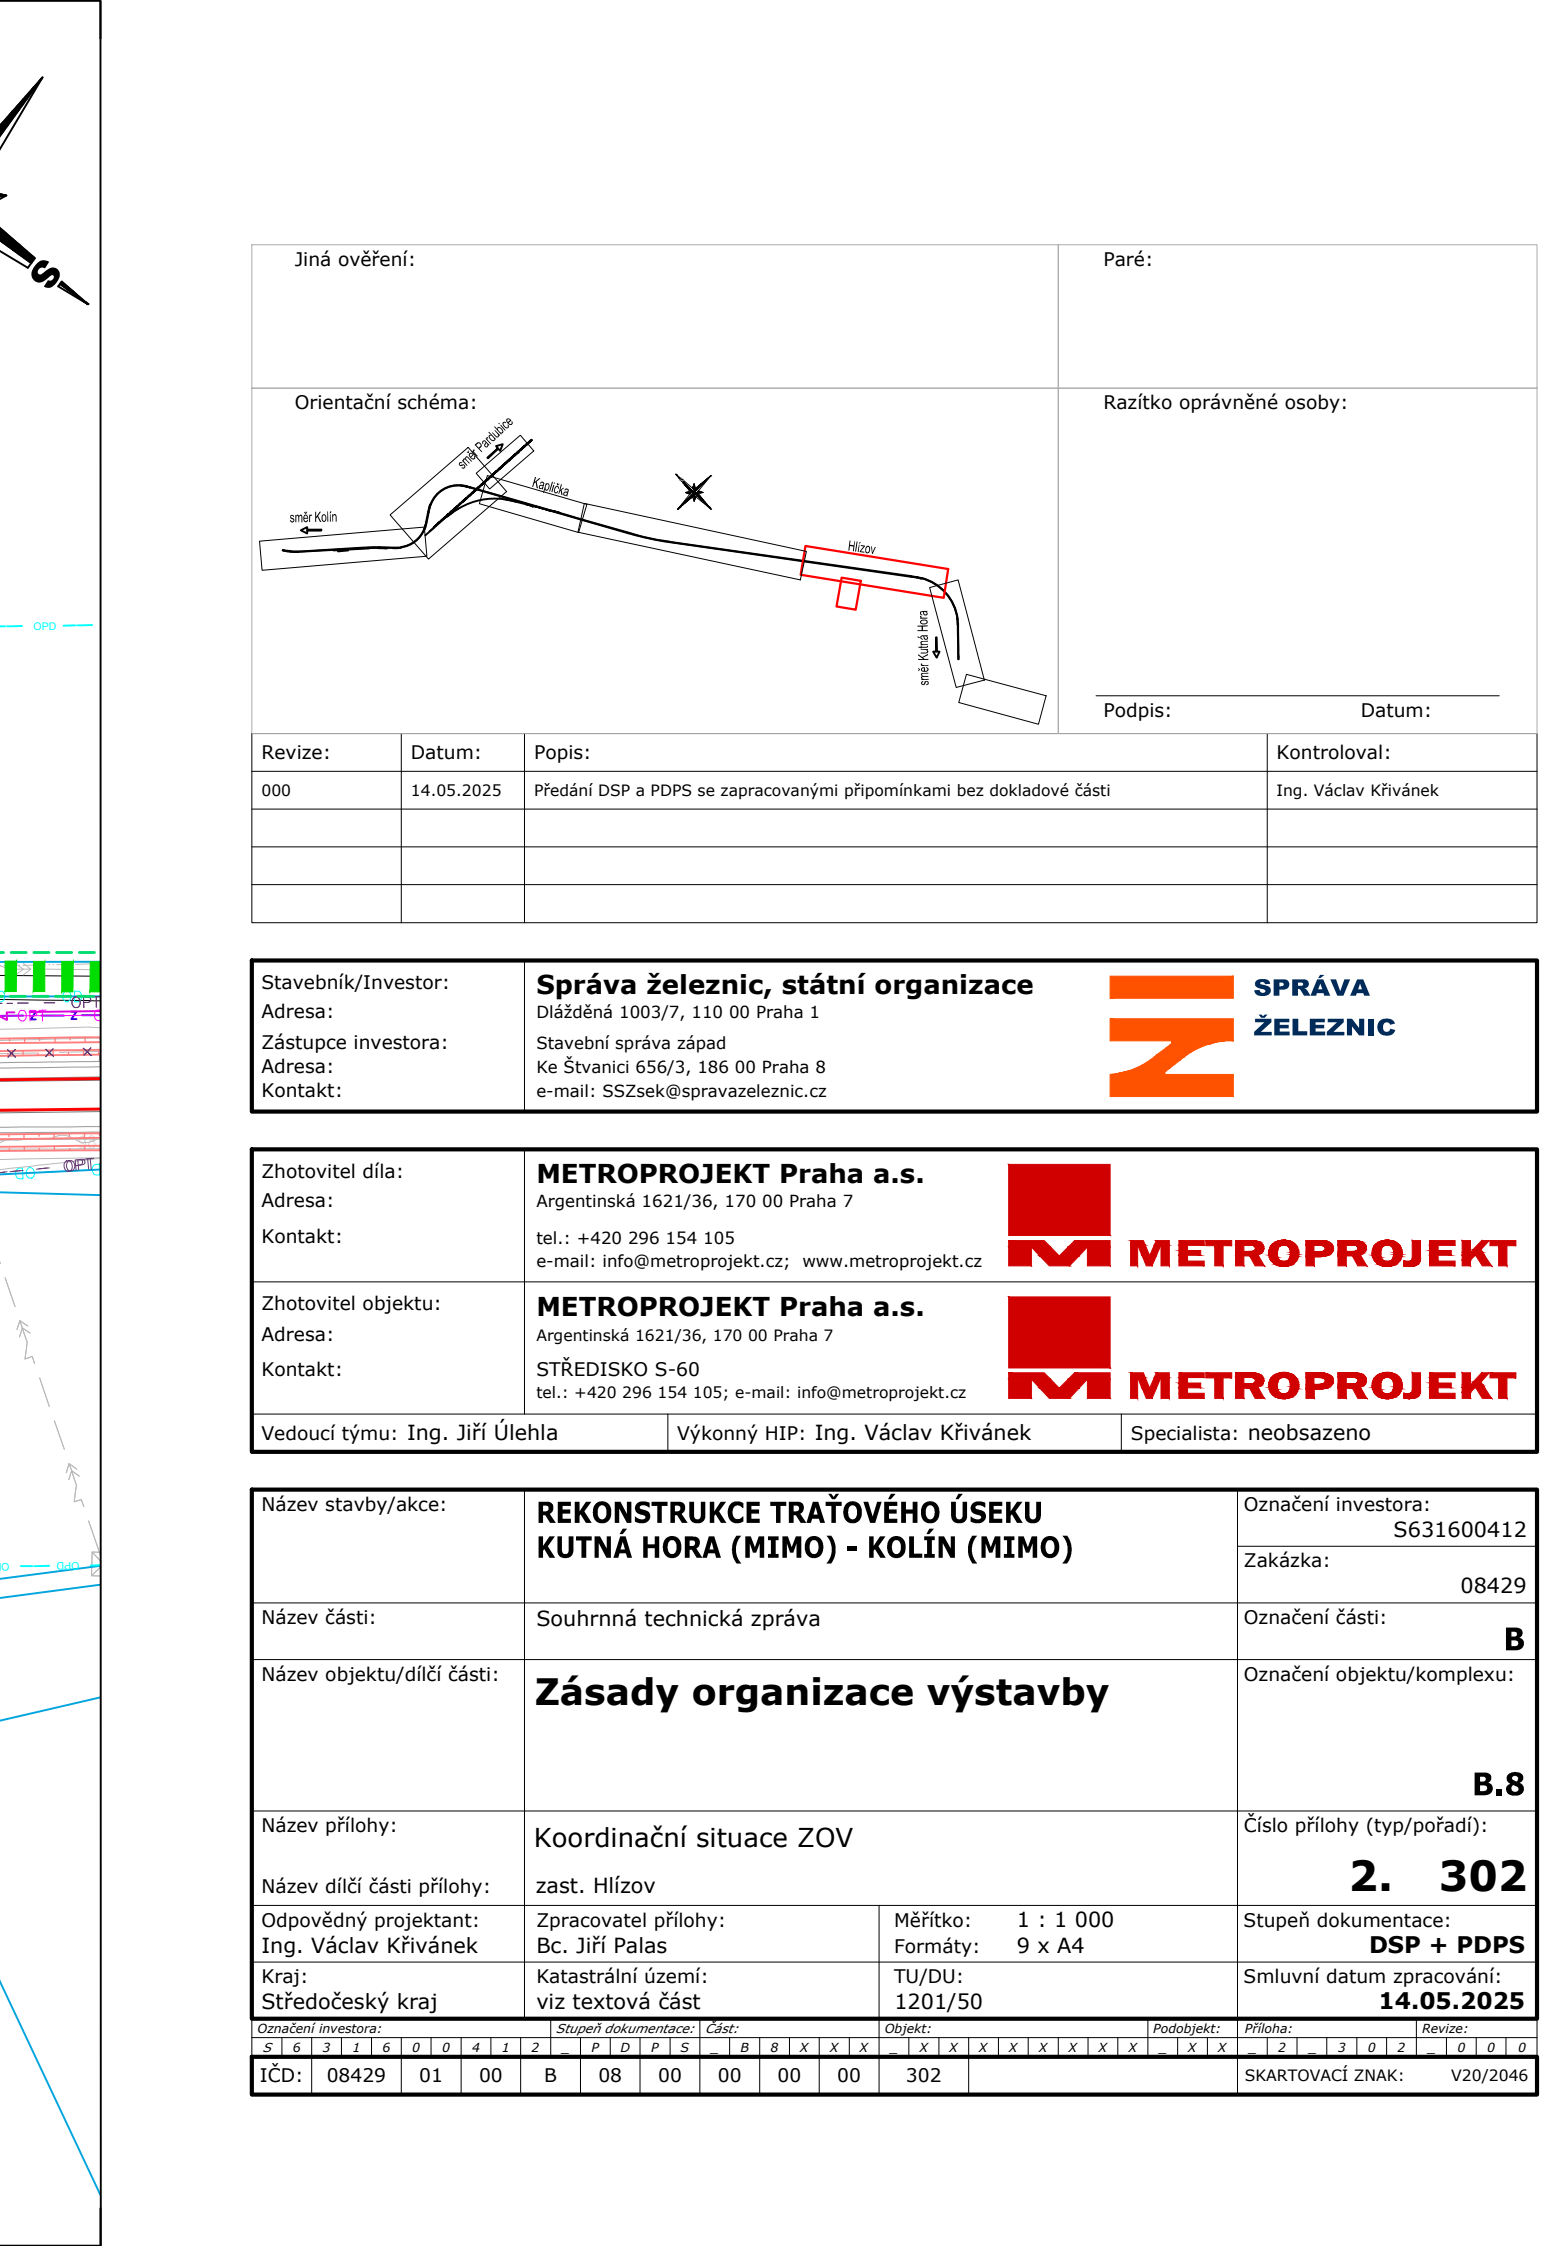 S
OPD
OPT
OPT
Z
Z
OPT
OPD
Jiná ověření:
Paré:
Orientační schéma:
Razítko oprávněné osoby:
směr Pardubice
Kaplička
směr Kolín
Hlízov
směr Kutná Hora
Podpis: Datum:
Revize: Datum: Popis: Kontroloval:
000 14.05.2025 Předání DSP a PDPS se zapracovanými připomínkami bez dokladové části Ing. Václav Křivánek
Stavebník/Investor: Správa železnic, státní organizace
Adresa: Dlážděná 1003/7, 110 00 Praha 1
Zástupce investora: Stavební správa západ
Adresa: Ke Štvanici 656/3, 186 00 Praha 8
Kontakt: e-mail: SSZsek@spravazeleznic.cz
SPRÁVA
ŽELEZNIC
Zhotovitel díla: METROPROJEKT Praha a.s.
Adresa: Argentinská 1621/36, 170 00 Praha 7
Kontakt: tel.: +420 296 154 105
e-mail: info@metroprojekt.cz; www.metroprojekt.cz
METROPROJEKT
Zhotovitel objektu: METROPROJEKT Praha a.s.
Adresa: Argentinská 1621/36, 170 00 Praha 7
Kontakt: STŘEDISKO S-60
tel.: +420 296 154 105; e-mail: info@metroprojekt.cz
METROPROJEKT
Vedoucí týmu: Ing. Jiří Úlehla Výkonný HIP: Ing. Václav Křivánek Specialista: neobsazeno
Název stavby/akce: REKONSTRUKCE TRAŤOVÉHO ÚSEKU
KUTNÁ HORA (MIMO) - KOLÍN (MIMO)
Označení investora:
S631600412
Zakázka:
08429
Název části: Souhrnná technická zpráva Označení části:
B
Název objektu/dílčí části: Zásady organizace výstavby Označení objektu/komplexu:
B.8
Název přílohy: Koordinační situace ZOV Číslo přílohy (typ/pořadí):
2. 302
Název dílčí části přílohy: zast. Hlízov
Odpovědný projektant: Zpracovatel přílohy: Měřítko: 1 : 1 000 Stupeň dokumentace:
Ing. Václav Křivánek Bc. Jiří Palas Formáty: 9 x A4 DSP + PDPS
Kraj: Katastrální území: TU/DU: Smluvní datum zpracování:
Středočeský kraj viz textová část 1201/50 14.05.2025
Označení investora: Stupeň dokumentace: Část: Objekt: Podobjekt: Příloha: Revize:
S 6 3 1 6 0 0 4 1 2 _ P D P S _ B 8 X X X _ X X X X X X X X _ X X _ 2 _ 3 0 2 _ 0 0 0
IČD: 08429 01 00 B 08 00 00 00 00 302 SKARTOVACÍ ZNAK: V20/2046